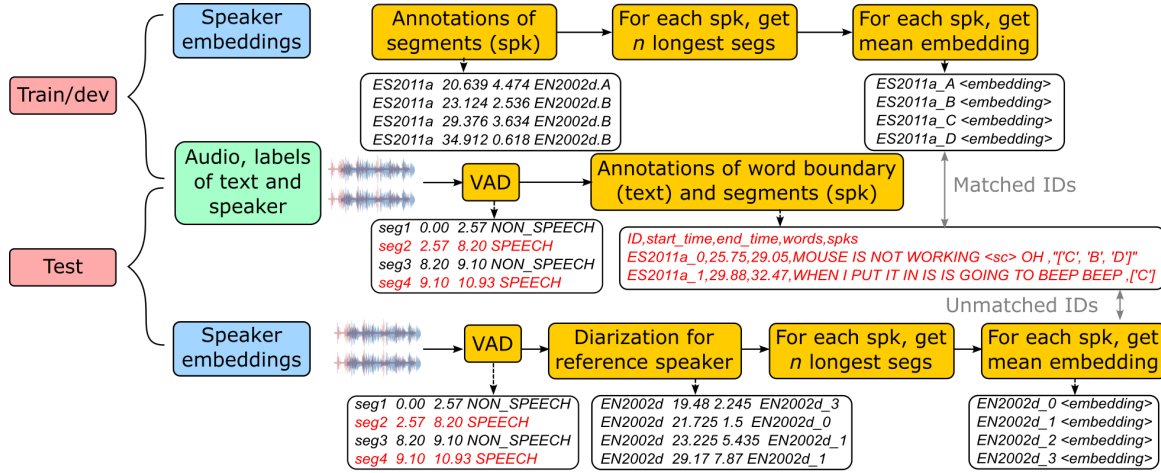 Speaker
embeddings
Annotations of
segments (spk)
For each spk, get
n longest segs
For each spk, get
mean embedding
Train/dev
ES2011a 20.639 4.474 EN2002d.A
ES2011a 23.124 2.536 EN2002d.B
ES2011a 29.376 3.634 EN2002d.B
ES2011a 34.912 0.618 EN2002d.B
ES2011a_A <embedding>
ES2011a_B <embedding>
ES2011a_C <embedding>
ES2011a_D <embedding>
Audio, labels
of text and
speaker
VAD
Annotations of word boundary
(text) and segments (spk)
Matched IDs
seg1 0.00 2.57 NON_SPEECH
seg2 2.57 8.20 SPEECH
seg3 8.20 9.10 NON_SPEECH
seg4 9.10 10.93 SPEECH
ID,start_time,end_time,words,spks
ES2011a_0,25.75,29.05,MOUSE IS NOT WORKING <sc> OH ,"['C', 'B', 'D']"
ES2011a_1,29.88,32.47,WHEN I PUT IT IN IS IS GOING TO BEEP BEEP ,['C']
Test
Unmatched IDs
Speaker
embeddings
VAD
Diarization for
reference speaker
For each spk, get
n longest segs
For each spk, get
mean embedding
seg1 0.00 2.57 NON_SPEECH
seg2 2.57 8.20 SPEECH
seg3 8.20 9.10 NON_SPEECH
seg4 9.10 10.93 SPEECH
EN2002d 19.48 2.245 EN2002d_3
EN2002d 21.725 1.5 EN2002d_0
EN2002d 23.225 5.435 EN2002d_1
EN2002d 29.17 7.87 EN2002d_1
EN2002d_0 <embedding>
EN2002d_1 <embedding>
EN2002d_2 <embedding>
EN2002d_3 <embedding>